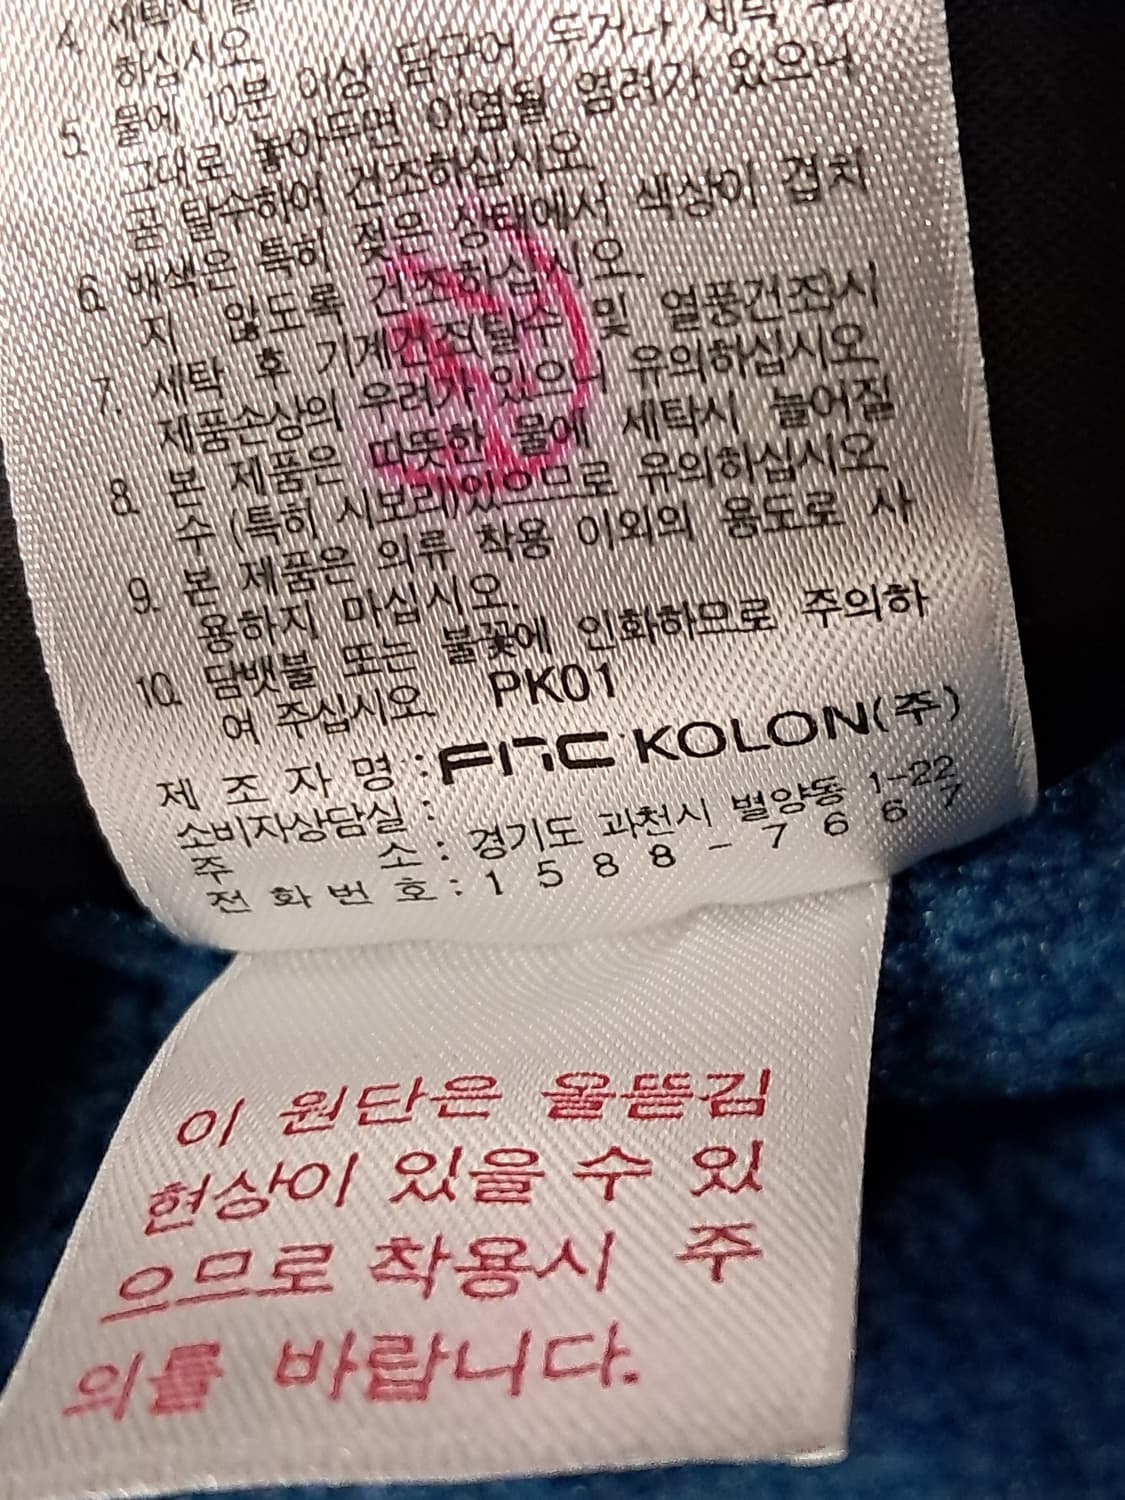 4. 세탁시
하십시오.
5. 물에 10분 이상 담구어 두거나 세탁 후
그대로 놓아두면 이염될 염려가 있으니
곧 탈수하여 건조하십시오.
6. 배색은 특히 젖은 상태에서 색상이 겹치
지 않도록 건조하십시오.
7. 세탁 후 기계건조(탈수 및 열풍건조)시
제품손상의 우려가 있으니 유의하십시오.
8. 본 제품은 따뜻한 물에 세탁시 늘어질
수 (특히 시보리)있으므로 유의하십시오.
9. 본 제품은 의류 착용 이외의 용도로 사
용하지 마십시오.
10. 담뱃불 또는 불꽃에 인화하므로 주의하
여 주십시오. PK01
제 조 자 명 : FnC KOLON(주)
소비자상담실 :
주 소 : 경기도 과천시 별양동 1-22
전 화 번 호 : 1 5 8 8 - 7 6 6 7
이 원단은 올뜯김
현상이 있을 수 있
으므로 착용시 주
의를 바랍니다.